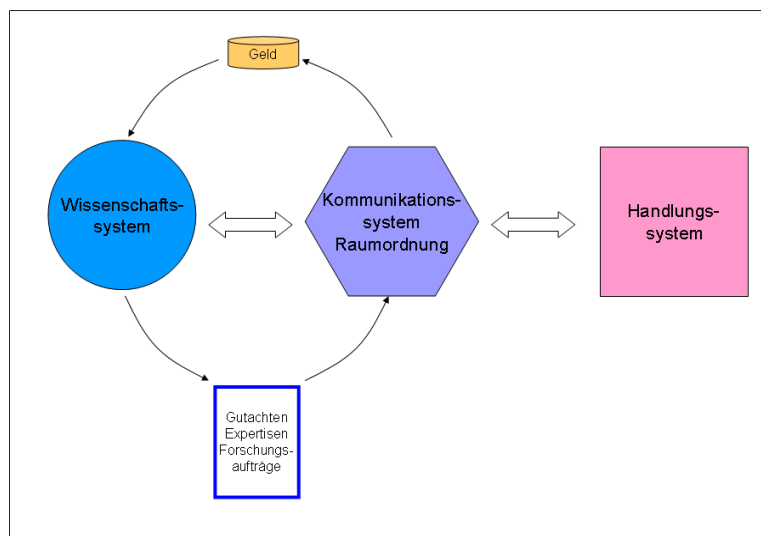 Geld
Wissenschafts-
system
Kommunikations-
system
Raumordnung
Handlungs-
system
Gutachten
Expertisen
Forschungs-
aufträge